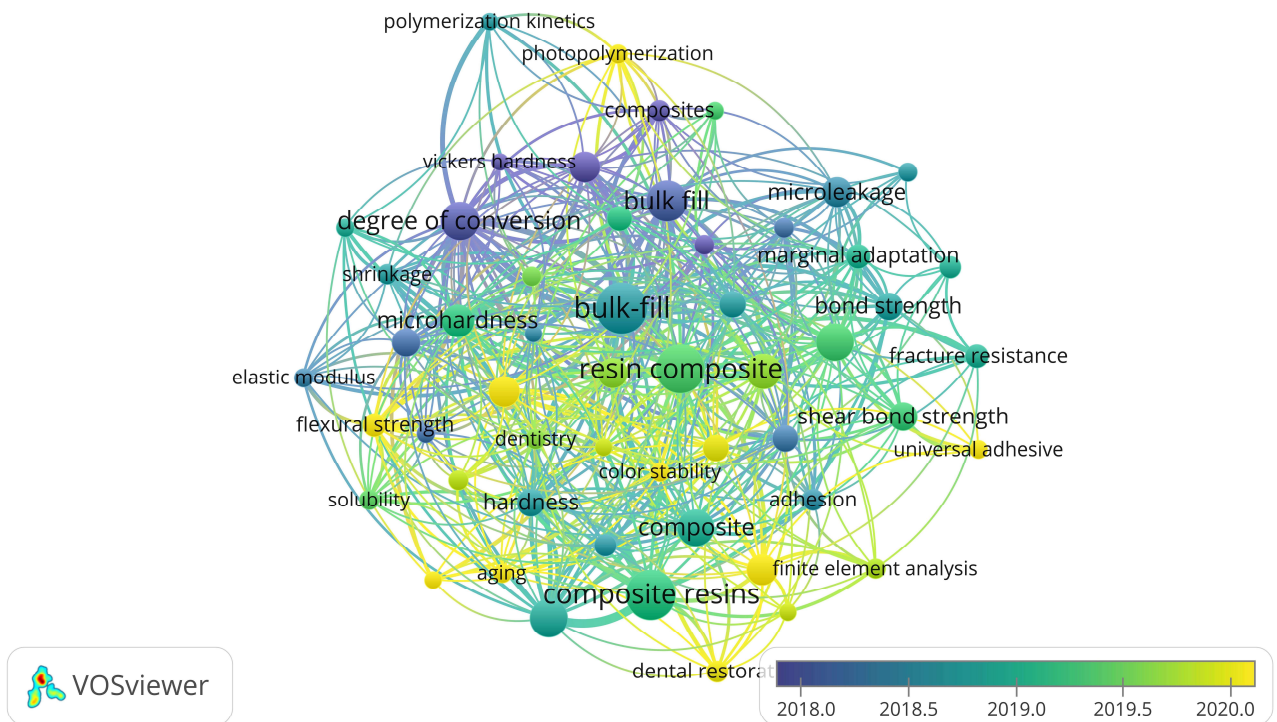 polymerization kinetics
photopolymerization
composites
vickers hardness
bulk fill
microleakage
degree of conversion
marginal adaptation
shrinkage
bulk-fill
bond strength
microhardness
fracture resistance
resin composite
elastic modulus
shear bond strength
flexural strength
dentistry
universal adhesive
color stability
solubility
hardness
adhesion
composite
finite element analysis
aging
composite resins
dental restorat
VOSviewer
2018.0 2018.5 2019.0 2019.5 2020.0